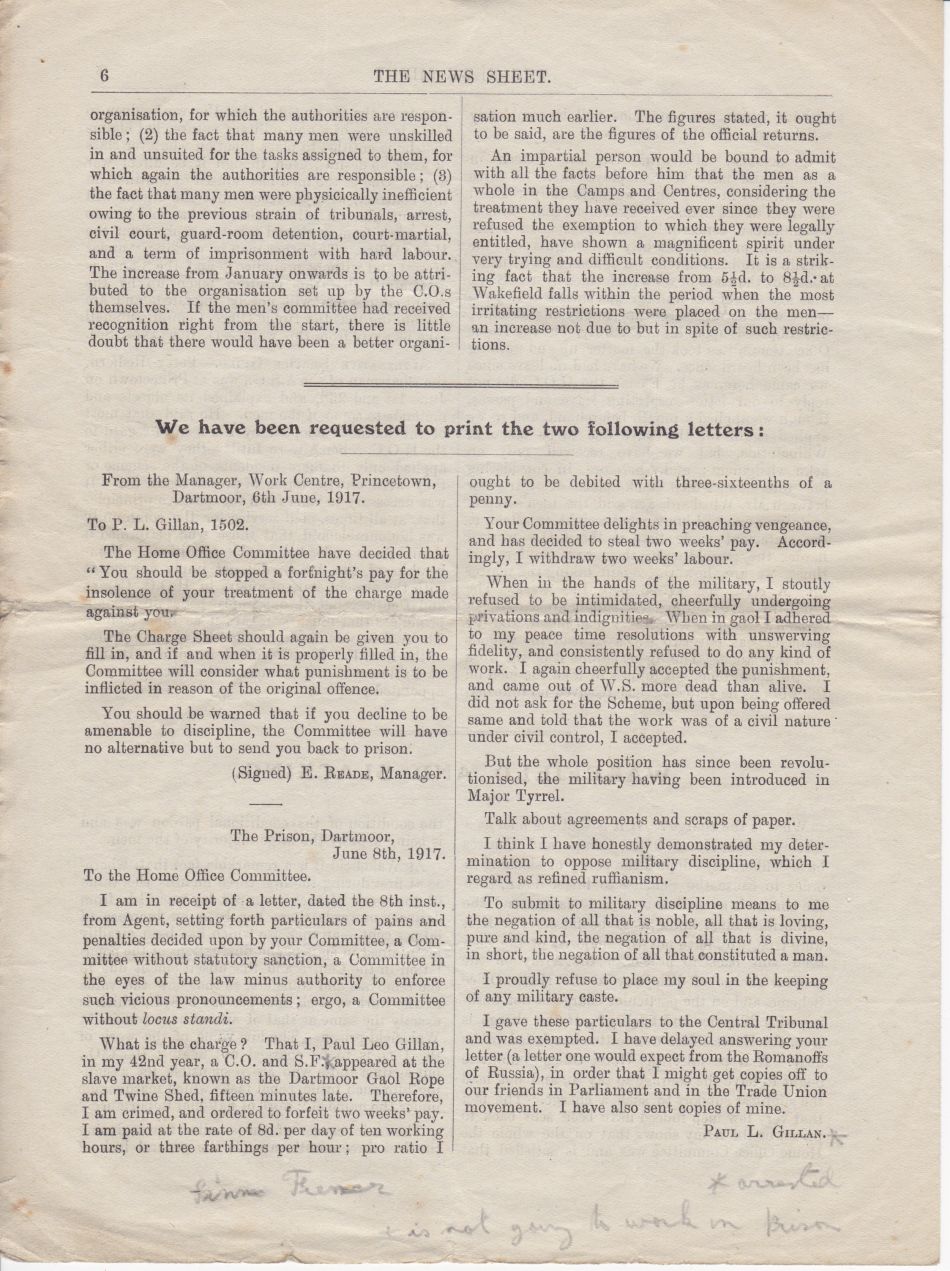 6
THE NEWS SHEET.
organisation, for which the authorities are respon-
sible; (2) the fact that many men were unskilled
in and unsuited for the tasks assigned to them, for
which again the authorities are responsible; (3)
the fact that many men were physicically inefficient
owing to the previous strain of tribunals, arrest,
civil court, guard-room detention, court-martial,
and a term of imprisonment with hard labour.
The increase from January onwards is to be attri-
buted to the organisation set up by the C.O.s
themselves. If the men's committee had received
recognition right from the start, there is little
doubt that there would have been a better organi-
sation much earlier. The figures stated, it ought
to be said, are the figures of the official returns.
An impartial person would be bound to admit
with all the facts before him that the men as a
whole in the Camps and Centres, considering the
treatment they have received ever since they were
refused the exemption to which they were legally
entitled, have shown a magnificent spirit under
very trying and difficult conditions. It is a strik-
ing fact that the increase from 5½d. to 8½d. at
Wakefield falls within the period when the most
irritating restrictions were placed on the men—
an increase not due to but in spite of such restric-
tions.
We have been requested to print the two following letters:
From the Manager, Work Centre, Princetown,
Dartmoor, 6th June, 1917.
To P. L. Gillan, 1502.
The Home Office Committee have decided that
"You should be stopped a fortnight's pay for the
insolence of your treatment of the charge made
against you.
The Charge Sheet should again be given you to
fill in, and if and when it is properly filled in, the
Committee will consider what punishment is to be
inflicted in reason of the original offence.
You should be warned that if you decline to be
amenable to discipline, the Committee will have
no alternative but to send you back to prison.
(Signed) E. READE, Manager.
The Prison, Dartmoor,
June 8th, 1917.
To the Home Office Committee.
I am in receipt of a letter, dated the 8th inst.,
from Agent, setting forth particulars of pains and
penalties decided upon by your Committee, a Com-
mittee without statutory sanction, a Committee in
the eyes of the law minus authority to enforce
such vicious pronouncements; ergo, a Committee
without locus standi.
What is the charge? That I, Paul Leo Gillan,
in my 42nd year, a C.O. and S.F.* appeared at the
slave market, known as the Dartmoor Gaol Rope
and Twine Shed, fifteen minutes late. Therefore,
I am crimed, and ordered to forfeit two weeks' pay.
I am paid at the rate of 8d. per day of ten working
hours, or three farthings per hour; pro ratio I
ought to be debited with three-sixteenths of a
penny.
Your Committee delights in preaching vengeance,
and has decided to steal two weeks' pay. Accord-
ingly, I withdraw two weeks' labour.
When in the hands of the military, I stoutly
refused to be intimidated, cheerfully undergoing
privations and indignities. When in gaol I adhered
to my peace time resolutions with unswerving
fidelity, and consistently refused to do any kind of
work. I again cheerfully accepted the punishment,
and came out of W.S. more dead than alive. I
did not ask for the Scheme, but upon being offered
same and told that the work was of a civil nature
under civil control, I accepted.
But the whole position has since been revolu-
tionised, the military having been introduced in
Major Tyrrel.
Talk about agreements and scraps of paper.
I think I have honestly demonstrated my deter-
mination to oppose military discipline, which I
regard as refined ruffianism.
To submit to military discipline means to me
the negation of all that is noble, all that is loving,
pure and kind, the negation of all that is divine,
in short, the negation of all that constituted a man.
I proudly refuse to place my soul in the keeping
of any military caste.
I gave these particulars to the Central Tribunal
and was exempted. I have delayed answering your
letter (a letter one would expect from the Romanoffs
of Russia), in order that I might get copies off to
our friends in Parliament and in the Trade Union
movement. I have also sent copies of mine.
PAUL L. GILLAN.*
* arrested
is not going to work in Prison